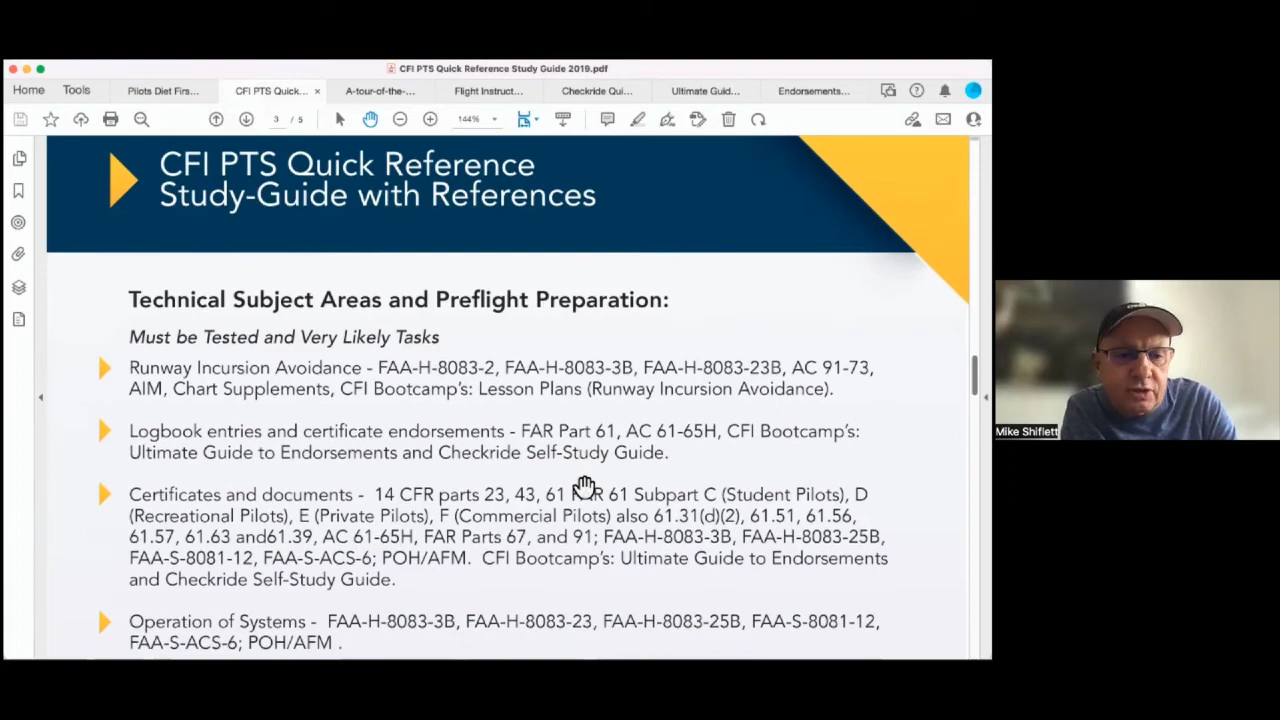 CFI PTS Quick Reference Study Guide 2019.pdf
Home Tools Pilots Diet Firs... CFI PTS Quick... × A-tour-of-the-... Flight Instruct... Checkride Qui... Ultimate Guid... Endorsements...
3 / 5 144%
CFI PTS Quick Reference
Study-Guide with References
Technical Subject Areas and Preflight Preparation:
Must be Tested and Very Likely Tasks
Runway Incursion Avoidance - FAA-H-8083-2, FAA-H-8083-3B, FAA-H-8083-23B, AC 91-73,
AIM, Chart Supplements, CFI Bootcamp's: Lesson Plans (Runway Incursion Avoidance).
Logbook entries and certificate endorsements - FAR Part 61, AC 61-65H, CFI Bootcamp's:
Ultimate Guide to Endorsements and Checkride Self-Study Guide.
Certificates and documents - 14 CFR parts 23, 43, 61 FAR 61 Subpart C (Student Pilots), D
(Recreational Pilots), E (Private Pilots), F (Commercial Pilots) also 61.31(d)(2), 61.51, 61.56,
61.57, 61.63 and61.39, AC 61-65H, FAR Parts 67, and 91; FAA-H-8083-3B, FAA-H-8083-25B,
FAA-S-8081-12, FAA-S-ACS-6; POH/AFM. CFI Bootcamp's: Ultimate Guide to Endorsements
and Checkride Self-Study Guide.
Operation of Systems - FAA-H-8083-3B, FAA-H-8083-23, FAA-H-8083-25B, FAA-S-8081-12,
FAA-S-ACS-6; POH/AFM .
Mike Shiflett